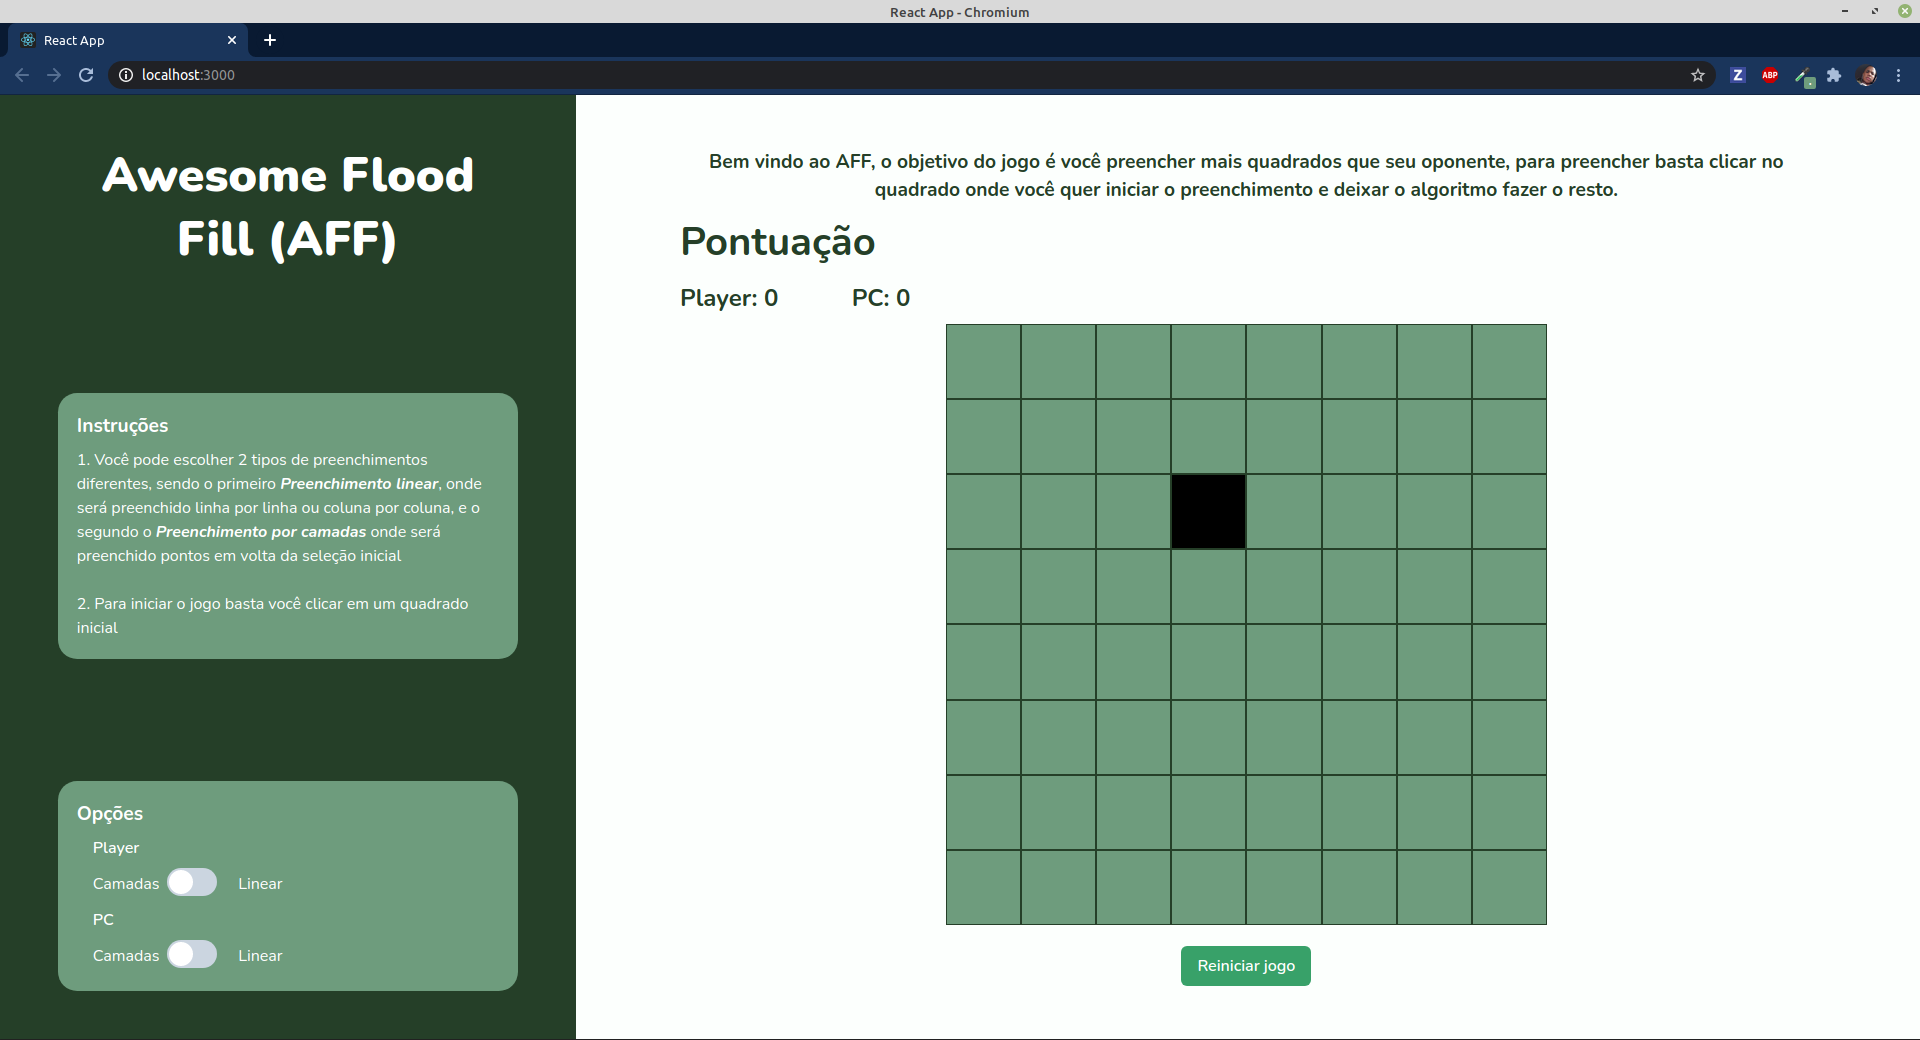 React App - Chromium
React App
localhost:3000
Z
ABP
Awesome Flood
Fill (AFF)
Instruções
1. Você pode escolher 2 tipos de preenchimentos
diferentes, sendo o primeiro Preenchimento linear, onde
será preenchido linha por linha ou coluna por coluna, e o
segundo o Preenchimento por camadas onde será
preenchido pontos em volta da seleção inicial
2. Para iniciar o jogo basta você clicar em um quadrado
inicial
Opções
Player
Camadas Linear
PC
Camadas Linear
Bem vindo ao AFF, o objetivo do jogo é você preencher mais quadrados que seu oponente, para preencher basta clicar no
quadrado onde você quer iniciar o preenchimento e deixar o algoritmo fazer o resto.
Pontuação
Player: 0 PC: 0
Reiniciar jogo